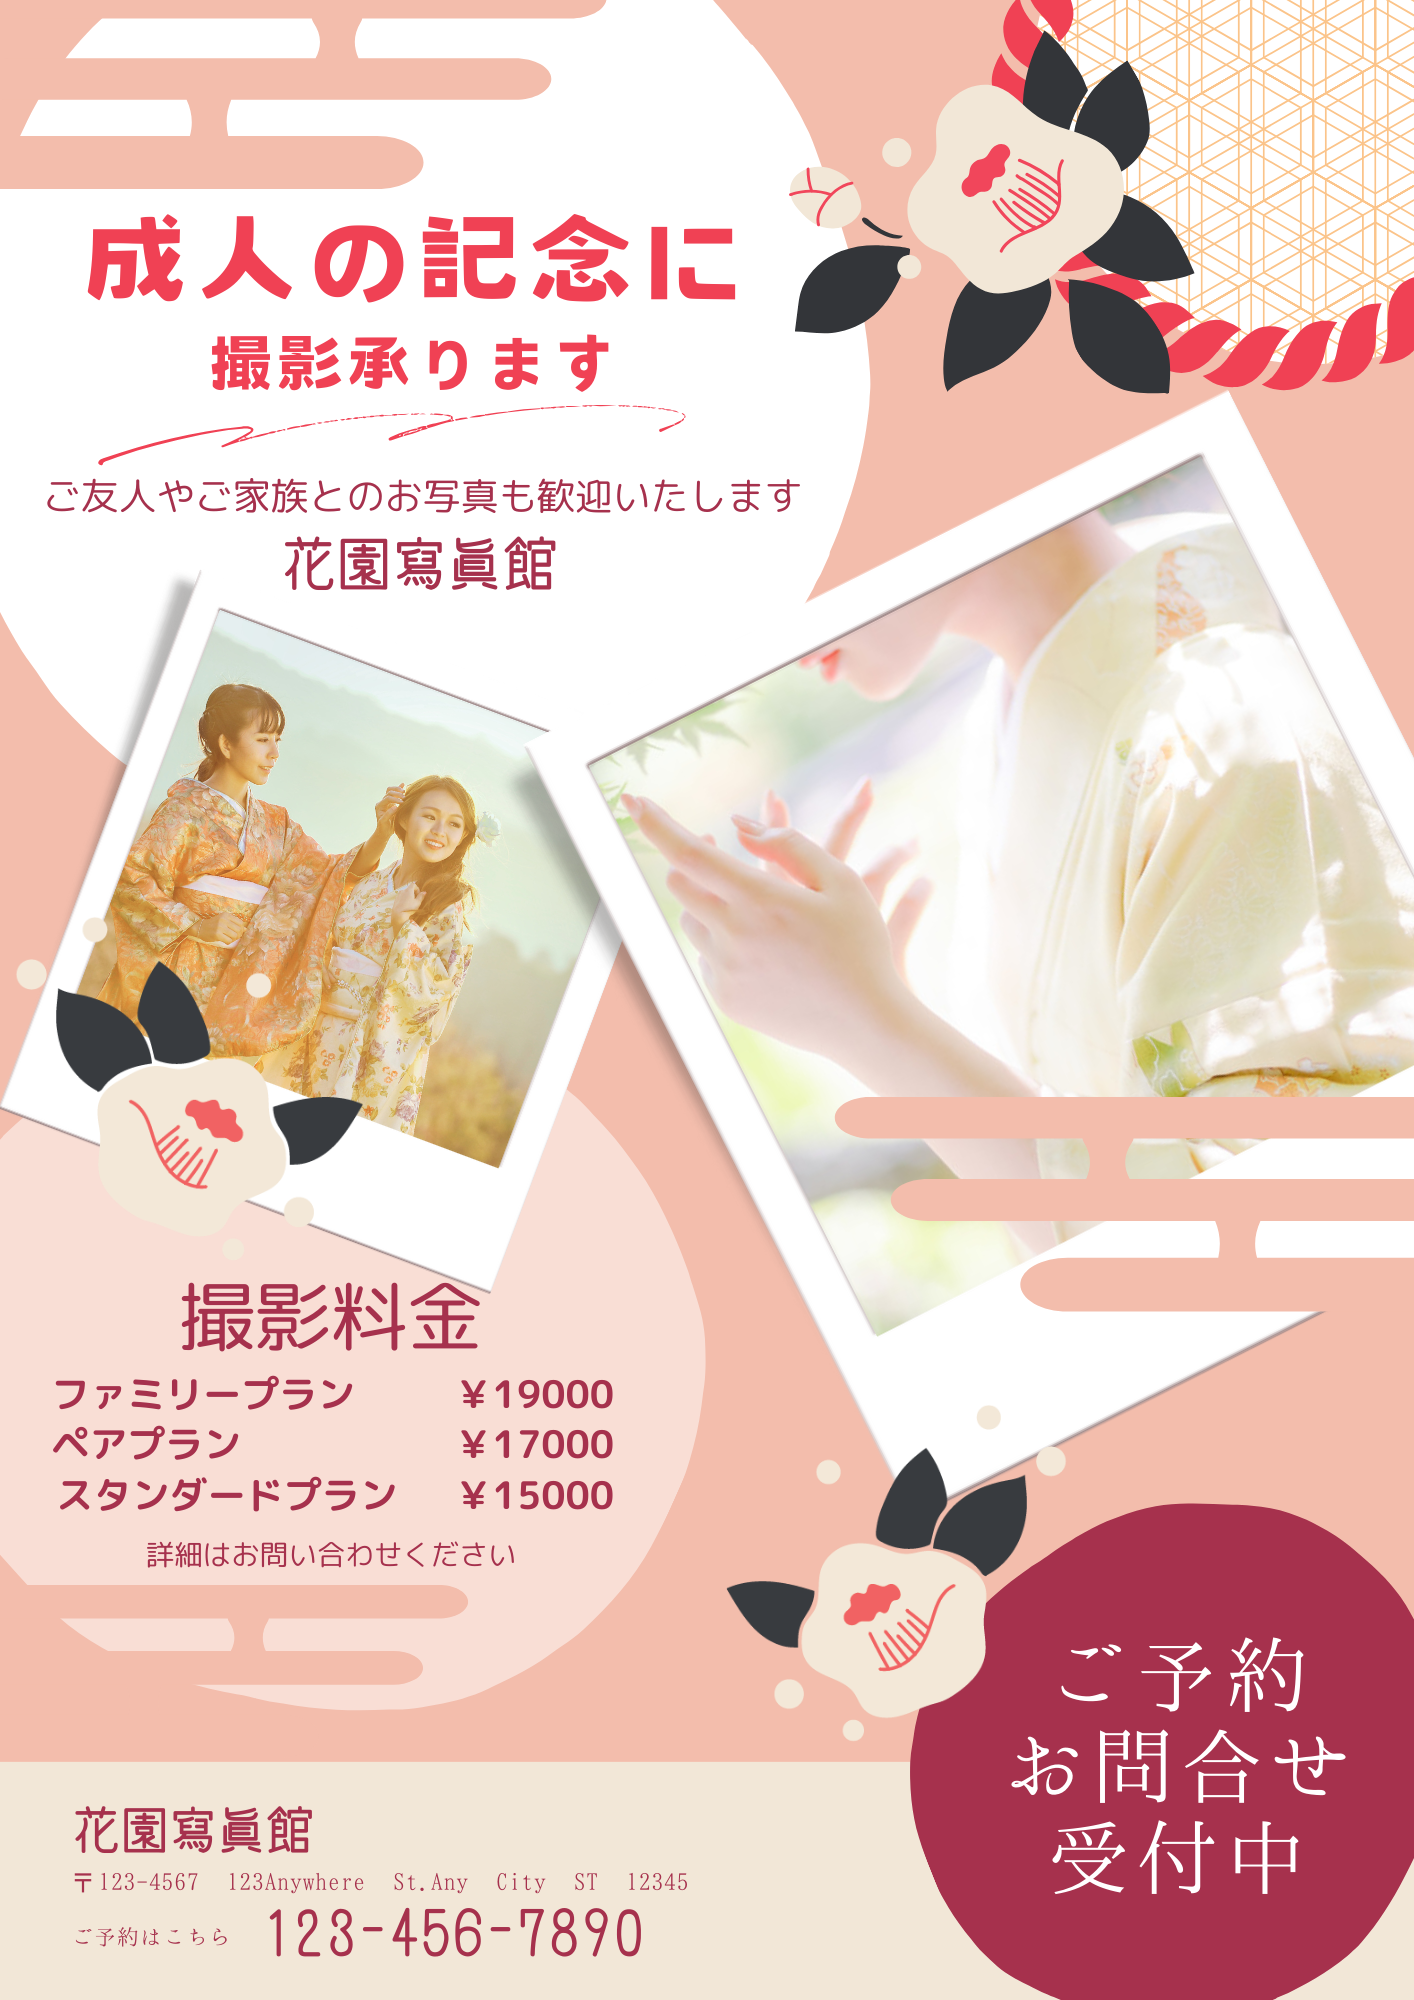 成人の記念に
撮影承ります
ご友人やご家族とのお写真も歓迎いたします
花園寫眞館
撮影料金
ファミリープラン ￥19000
ペアプラン ￥17000
スタンダードプラン ￥15000
詳細はお問い合わせください
ご予約
お問合せ
受付中
花園寫眞館
〒123-4567 123Anywhere St.Any City ST 12345
ご予約はこちら 123-456-7890